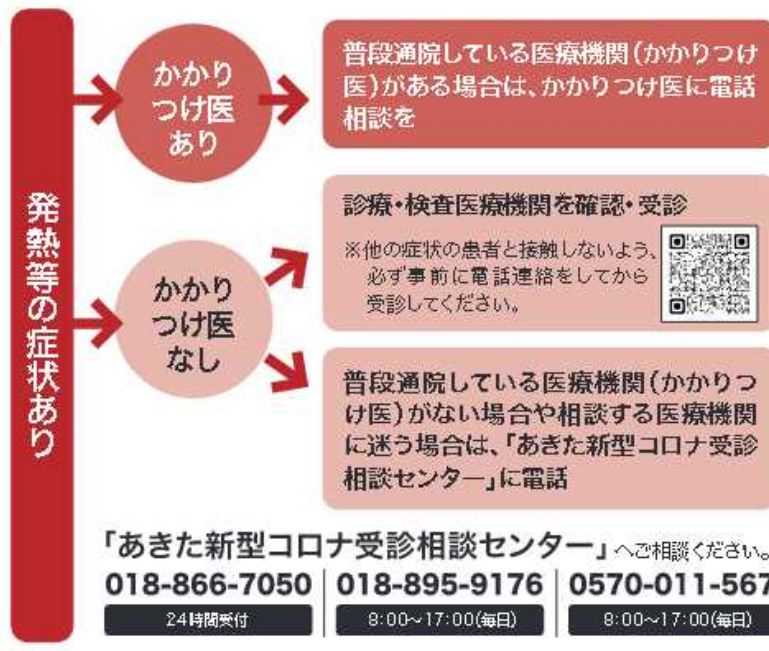 発熱等の症状あり
かかり
つけ医
あり
普段通院している医療機関(かかりつけ
医)がある場合は、かかりつけ医に電話
相談を
かかり
つけ医
なし
診療・検査医療機関を確認・受診
※他の症状の患者と接触しないよう、
必ず事前に電話連絡をしてから
受診してください。
普段通院している医療機関(かかりつ
け医)がない場合や相談する医療機関
に迷う場合は、「あきた新型コロナ受診
相談センター」に電話
「あきた新型コロナ受診相談センター」へご相談ください。
018-866-7050
24時間受付
018-895-9176
8:00〜17:00(毎日)
0570-011-567
8:00〜17:00(毎日)